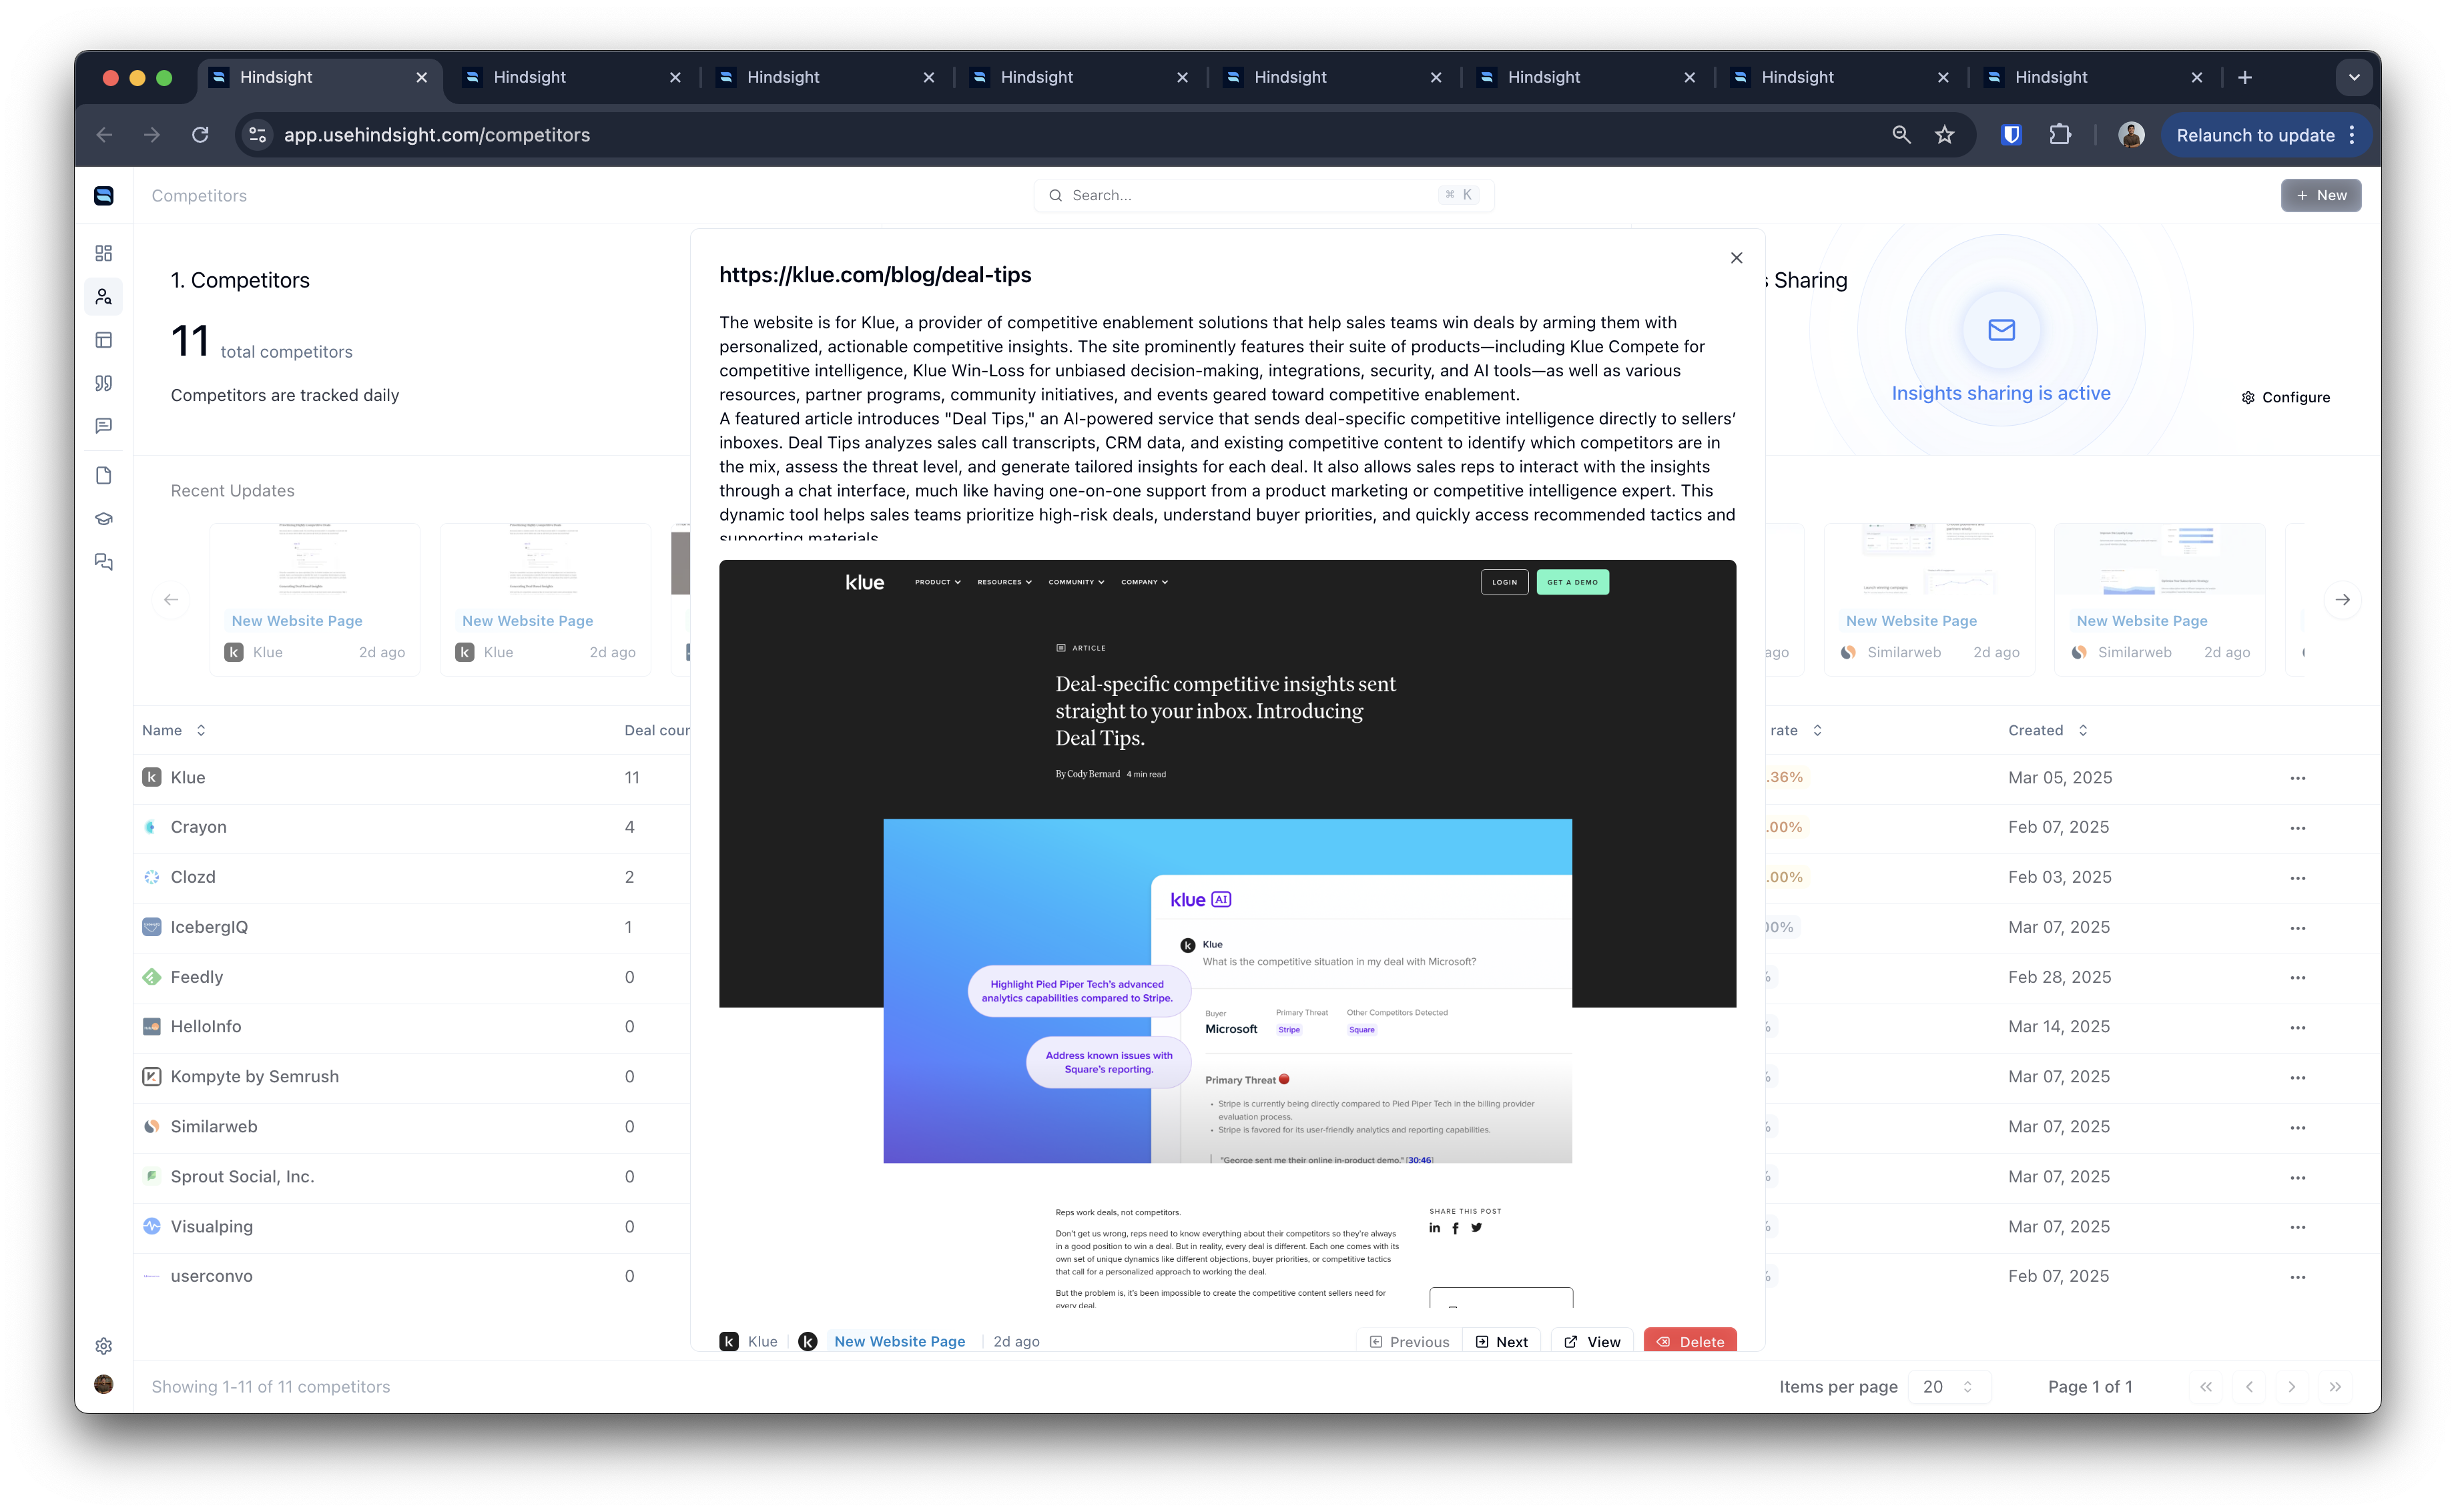 Hindsight
Hindsight
Hindsight
Hindsight
Hindsight
Hindsight
Hindsight
Hindsight
app.usehindsight.com/competitors
Relaunch to update
Competitors
Search...
⌘ K
+ New
1. Competitors
11 total competitors
Competitors are tracked daily
Sharing
Insights sharing is active
Configure
Recent Updates
New Website Page
Klue 2d ago
New Website Page
Klue 2d ago
ago
New Website Page
Similarweb 2d ago
New Website Page
Similarweb 2d ago
https://klue.com/blog/deal-tips
The website is for Klue, a provider of competitive enablement solutions that help sales teams win deals by arming them with
personalized, actionable competitive insights. The site prominently features their suite of products—including Klue Compete for
competitive intelligence, Klue Win-Loss for unbiased decision-making, integrations, security, and AI tools—as well as various
resources, partner programs, community initiatives, and events geared toward competitive enablement.
A featured article introduces "Deal Tips," an AI-powered service that sends deal-specific competitive intelligence directly to sellers’
inboxes. Deal Tips analyzes sales call transcripts, CRM data, and existing competitive content to identify which competitors are in
the mix, assess the threat level, and generate tailored insights for each deal. It also allows sales reps to interact with the insights
through a chat interface, much like having one-on-one support from a product marketing or competitive intelligence expert. This
dynamic tool helps sales teams prioritize high-risk deals, understand buyer priorities, and quickly access recommended tactics and
supporting materials.
klue
PRODUCT RESOURCES COMMUNITY COMPANY
LOGIN GET A DEMO
ARTICLE
Deal-specific competitive insights sent
straight to your inbox. Introducing
Deal Tips.
By Cody Bernard 4 min read
klue AI
Klue
What is the competitive situation in my deal with Microsoft?
Highlight Pied Piper Tech's advanced
analytics capabilities compared to Stripe.
Buyer Primary Threat Other Competitors Detected
Microsoft Stripe Square
Address known issues with
Square's reporting.
Primary Threat
• Stripe is currently being directly compared to Pied Piper Tech in the billing provider
evaluation process.
• Stripe is favored for its user-friendly analytics and reporting capabilities.
"George sent me their online in-product demo." [30:46]
Reps work deals, not competitors.
Don't get us wrong, reps need to know everything about their competitors so they're always
in a good position to win a deal. But in reality, every deal is different. Each one comes with its
own set of unique dynamics like different objections, buyer priorities, or competitive tactics
that call for a personalized approach to working the deal.
But the problem is, it's been impossible to create the competitive content sellers need for
every deal.
SHARE THIS POST
Klue New Website Page 2d ago
Previous Next View Delete
Name Deal cour rate Created
Klue 11 .36% Mar 05, 2025
Crayon 4 .00% Feb 07, 2025
Clozd 2 .00% Feb 03, 2025
IcebergIQ 1 00% Mar 07, 2025
Feedly 0 % Feb 28, 2025
HelloInfo 0 % Mar 14, 2025
Kompyte by Semrush 0 % Mar 07, 2025
Similarweb 0 % Mar 07, 2025
Sprout Social, Inc. 0 % Mar 07, 2025
Visualping 0 % Mar 07, 2025
userconvo 0 % Feb 07, 2025
Showing 1-11 of 11 competitors
Items per page 20
Page 1 of 1